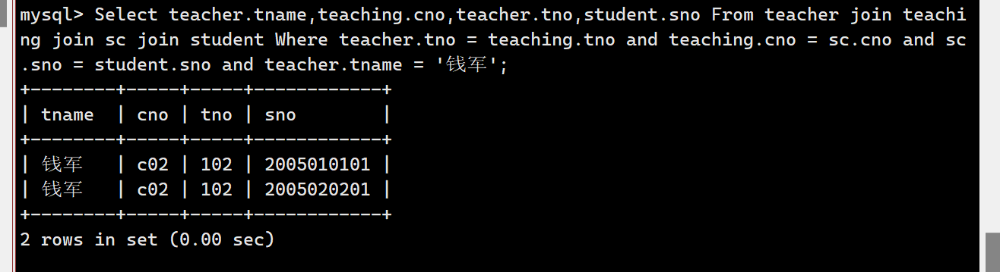 mysql> Select teacher.tname,teaching.cno,teacher.tno,student.sno From teacher join teachi
ng join sc join student Where teacher.tno = teaching.tno and teaching.cno = sc.cno and sc
.sno = student.sno and teacher.tname = '钱军';
+--------+-----+-----+------------+
| tname  | cno | tno | sno        |
+--------+-----+-----+------------+
| 钱军   | c02 | 102 | 2005010101 |
| 钱军   | c02 | 102 | 2005020201 |
+--------+-----+-----+------------+
2 rows in set (0.00 sec)